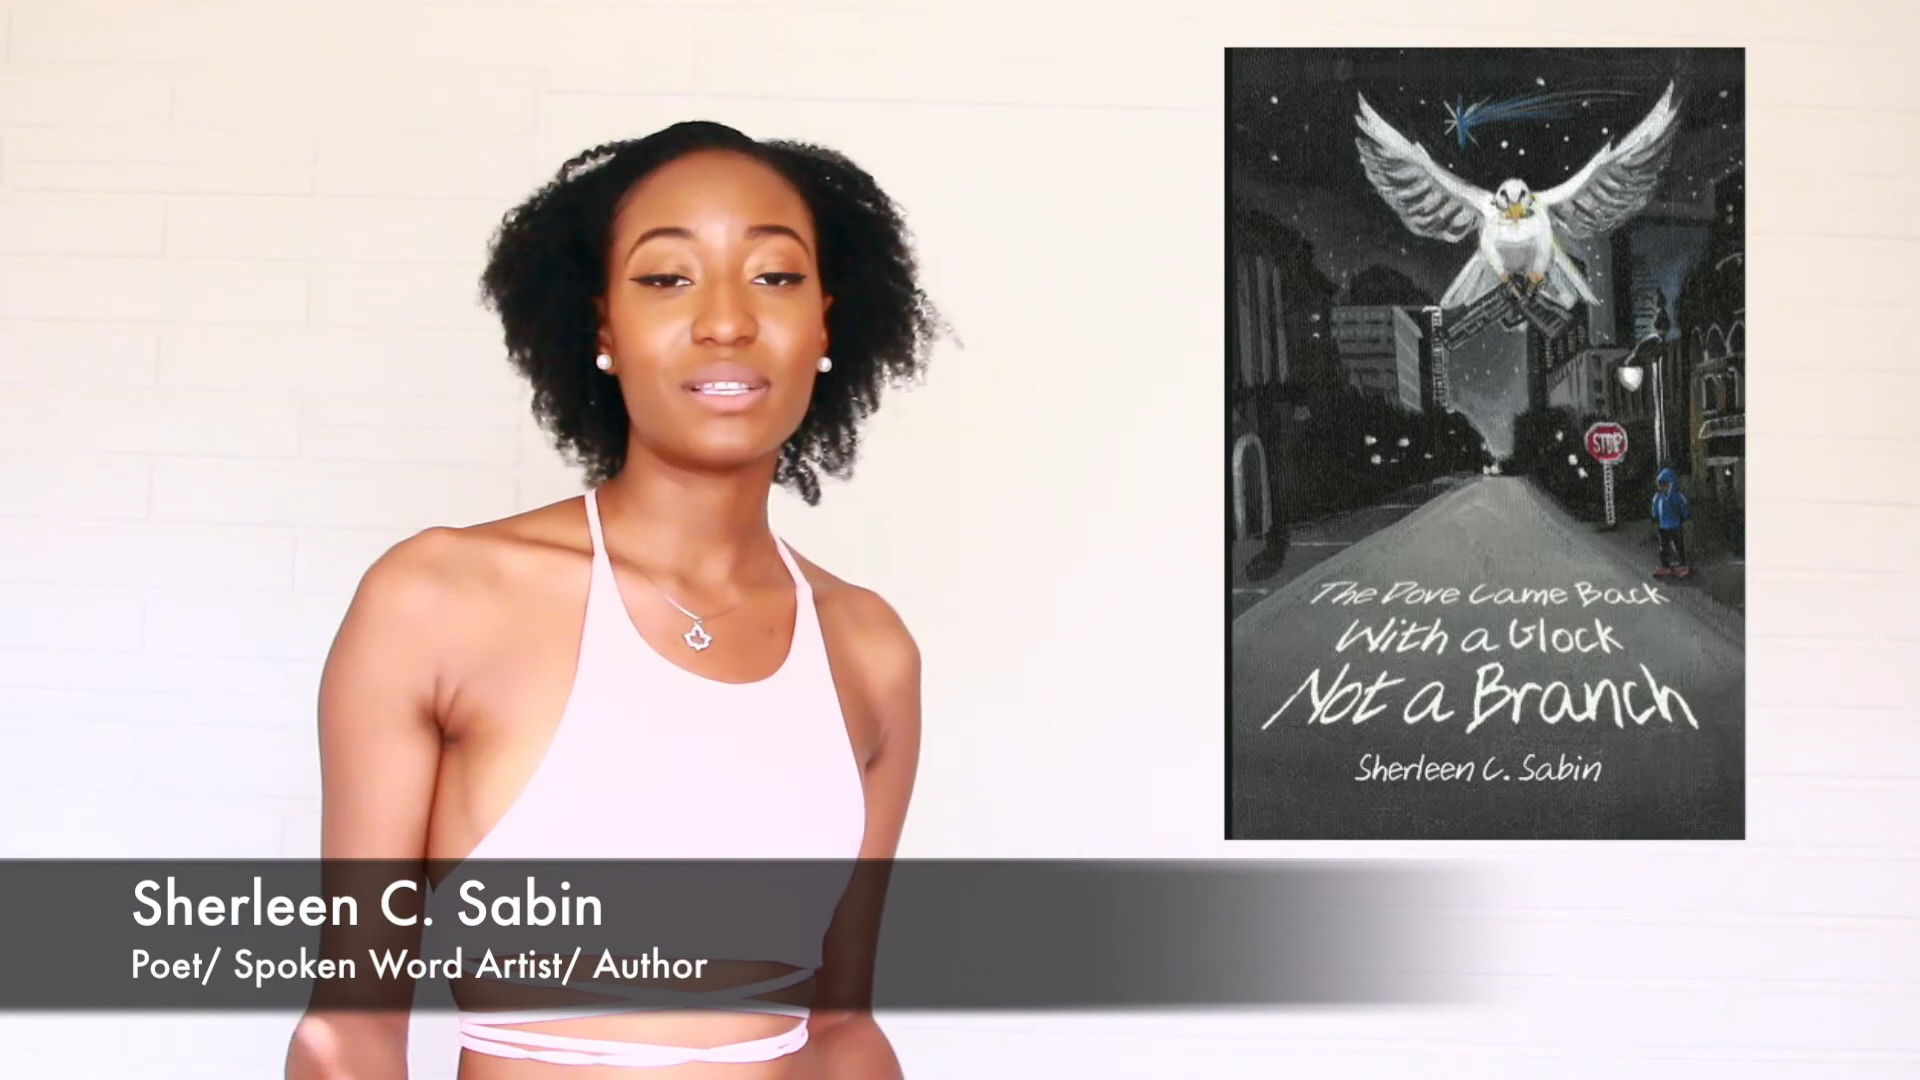 STOP
The Dove Came Back
With a Glock
Not a Branch
Sherleen C. Sabin
Sherleen C. Sabin
Poet/ Spoken Word Artist/ Author